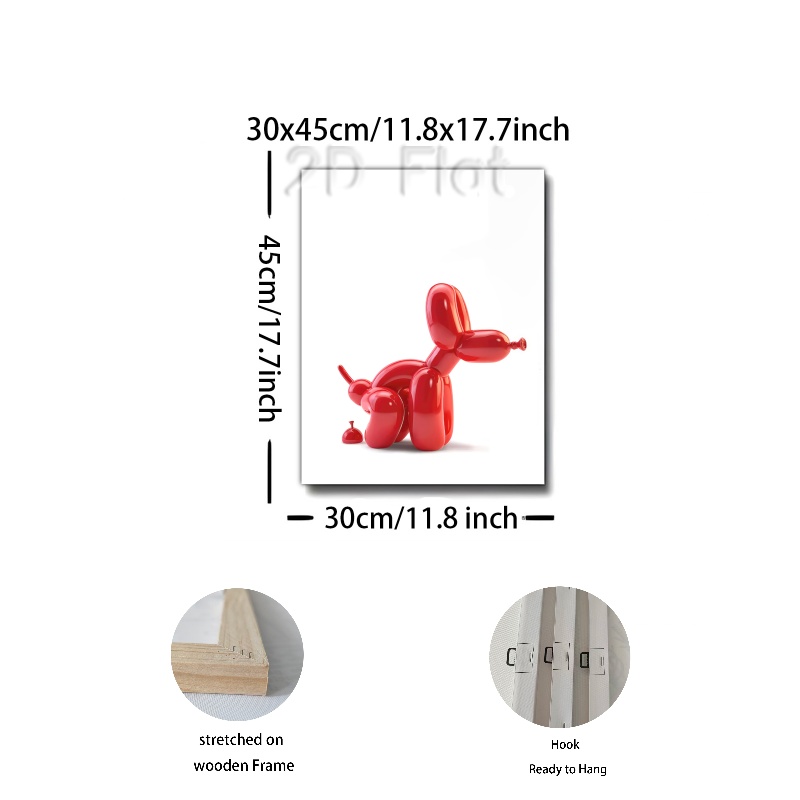 30x45cm/11.8x17.7inch
2D Flat
45cm/17.7inch
30cm/11.8 inch
stretched on
wooden Frame
Hook
Ready to Hang